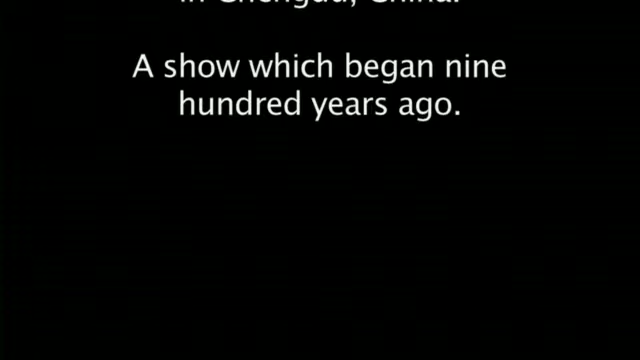 in Chengdu, China.
A show which began nine
hundred years ago.